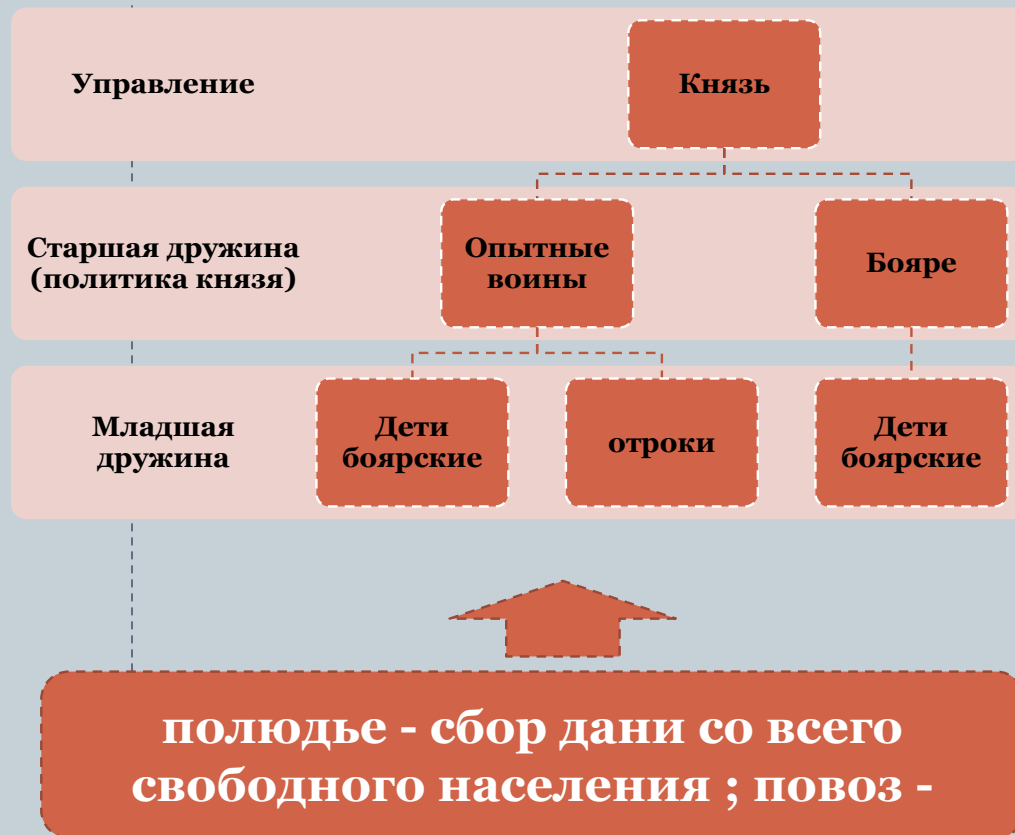 Управление
Князь
Старшая дружина
(политика князя)
Опытные
воины
Бояре
Младшая
дружина
Дети
боярские
отроки
Дети
боярские
полюдье - сбор дани со всего
свободного населения ; повоз -